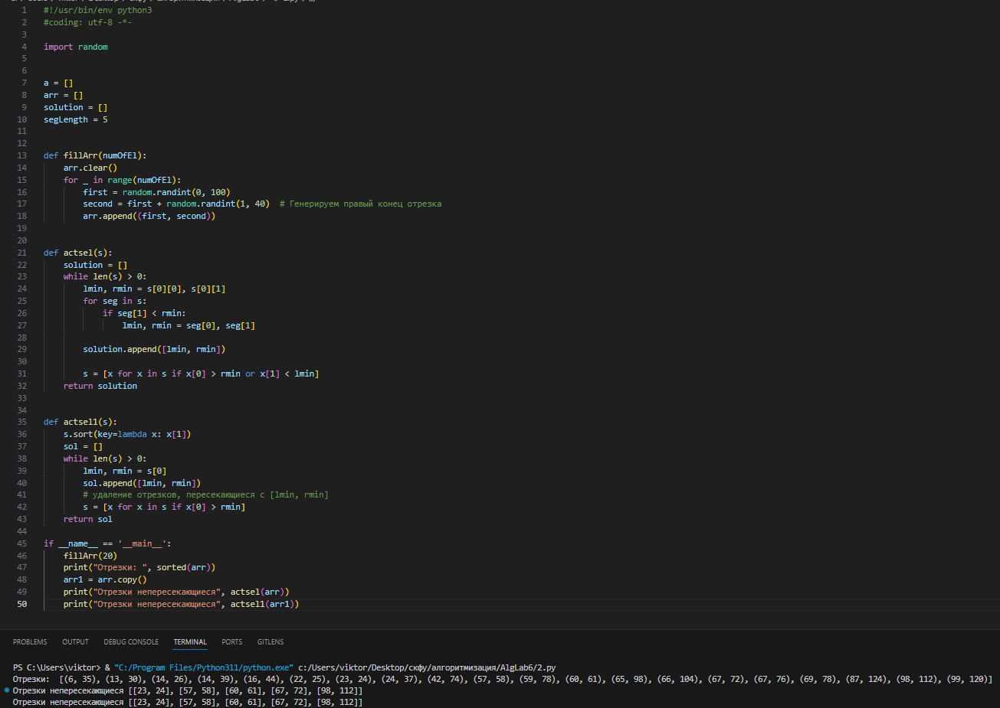 1 #!/usr/bin/env python3
2 #coding: utf-8 -*-
3
4 import random
5
6
7 a = []
8 arr = []
9 solution = []
10 segLength = 5
11
12
13 def fillArr(numOfEl):
14     arr.clear()
15     for _ in range(numOfEl):
16         first = random.randint(0, 100)
17         second = first + random.randint(1, 40)  # Генерируем правый конец отрезка
18         arr.append((first, second))
19
20
21 def actsel(s):
22     solution = []
23     while len(s) > 0:
24         lmin, rmin = s[0][0], s[0][1]
25         for seg in s:
26             if seg[1] < rmin:
27                 lmin, rmin = seg[0], seg[1]
28
29         solution.append([lmin, rmin])
30
31         s = [x for x in s if x[0] > rmin or x[1] < lmin]
32     return solution
33
34
35 def actsel1(s):
36     s.sort(key=lambda x: x[1])
37     sol = []
38     while len(s) > 0:
39         lmin, rmin = s[0]
40         sol.append([lmin, rmin])
41         # удаление отрезков, пересекающиеся с [lmin, rmin]
42         s = [x for x in s if x[0] > rmin]
43     return sol
44
45 if __name__ == '__main__':
46     fillArr(20)
47     print("Отрезки: ", sorted(arr))
48     arr1 = arr.copy()
49     print("Отрезки непересекающиеся", actsel(arr))
50     print("Отрезки непересекающиеся", actsel1(arr1))
PROBLEMS OUTPUT DEBUG CONSOLE TERMINAL PORTS GITLENS
PS C:\Users\viktor> & "C:/Program Files/Python311/python.exe" c:/Users/viktor/Desktop/скфу/алгоритмизация/AlgLab6/2.py
Отрезки:  [(6, 35), (13, 30), (14, 26), (14, 39), (16, 44), (22, 25), (23, 24), (24, 37), (42, 74), (57, 58), (59, 78), (60, 61), (65, 98), (66, 104), (67, 72), (67, 76), (69, 78), (87, 124), (98, 112), (99, 120)]
Отрезки непересекающиеся [[23, 24], [57, 58], [60, 61], [67, 72], [98, 112]]
Отрезки непересекающиеся [[23, 24], [57, 58], [60, 61], [67, 72], [98, 112]]